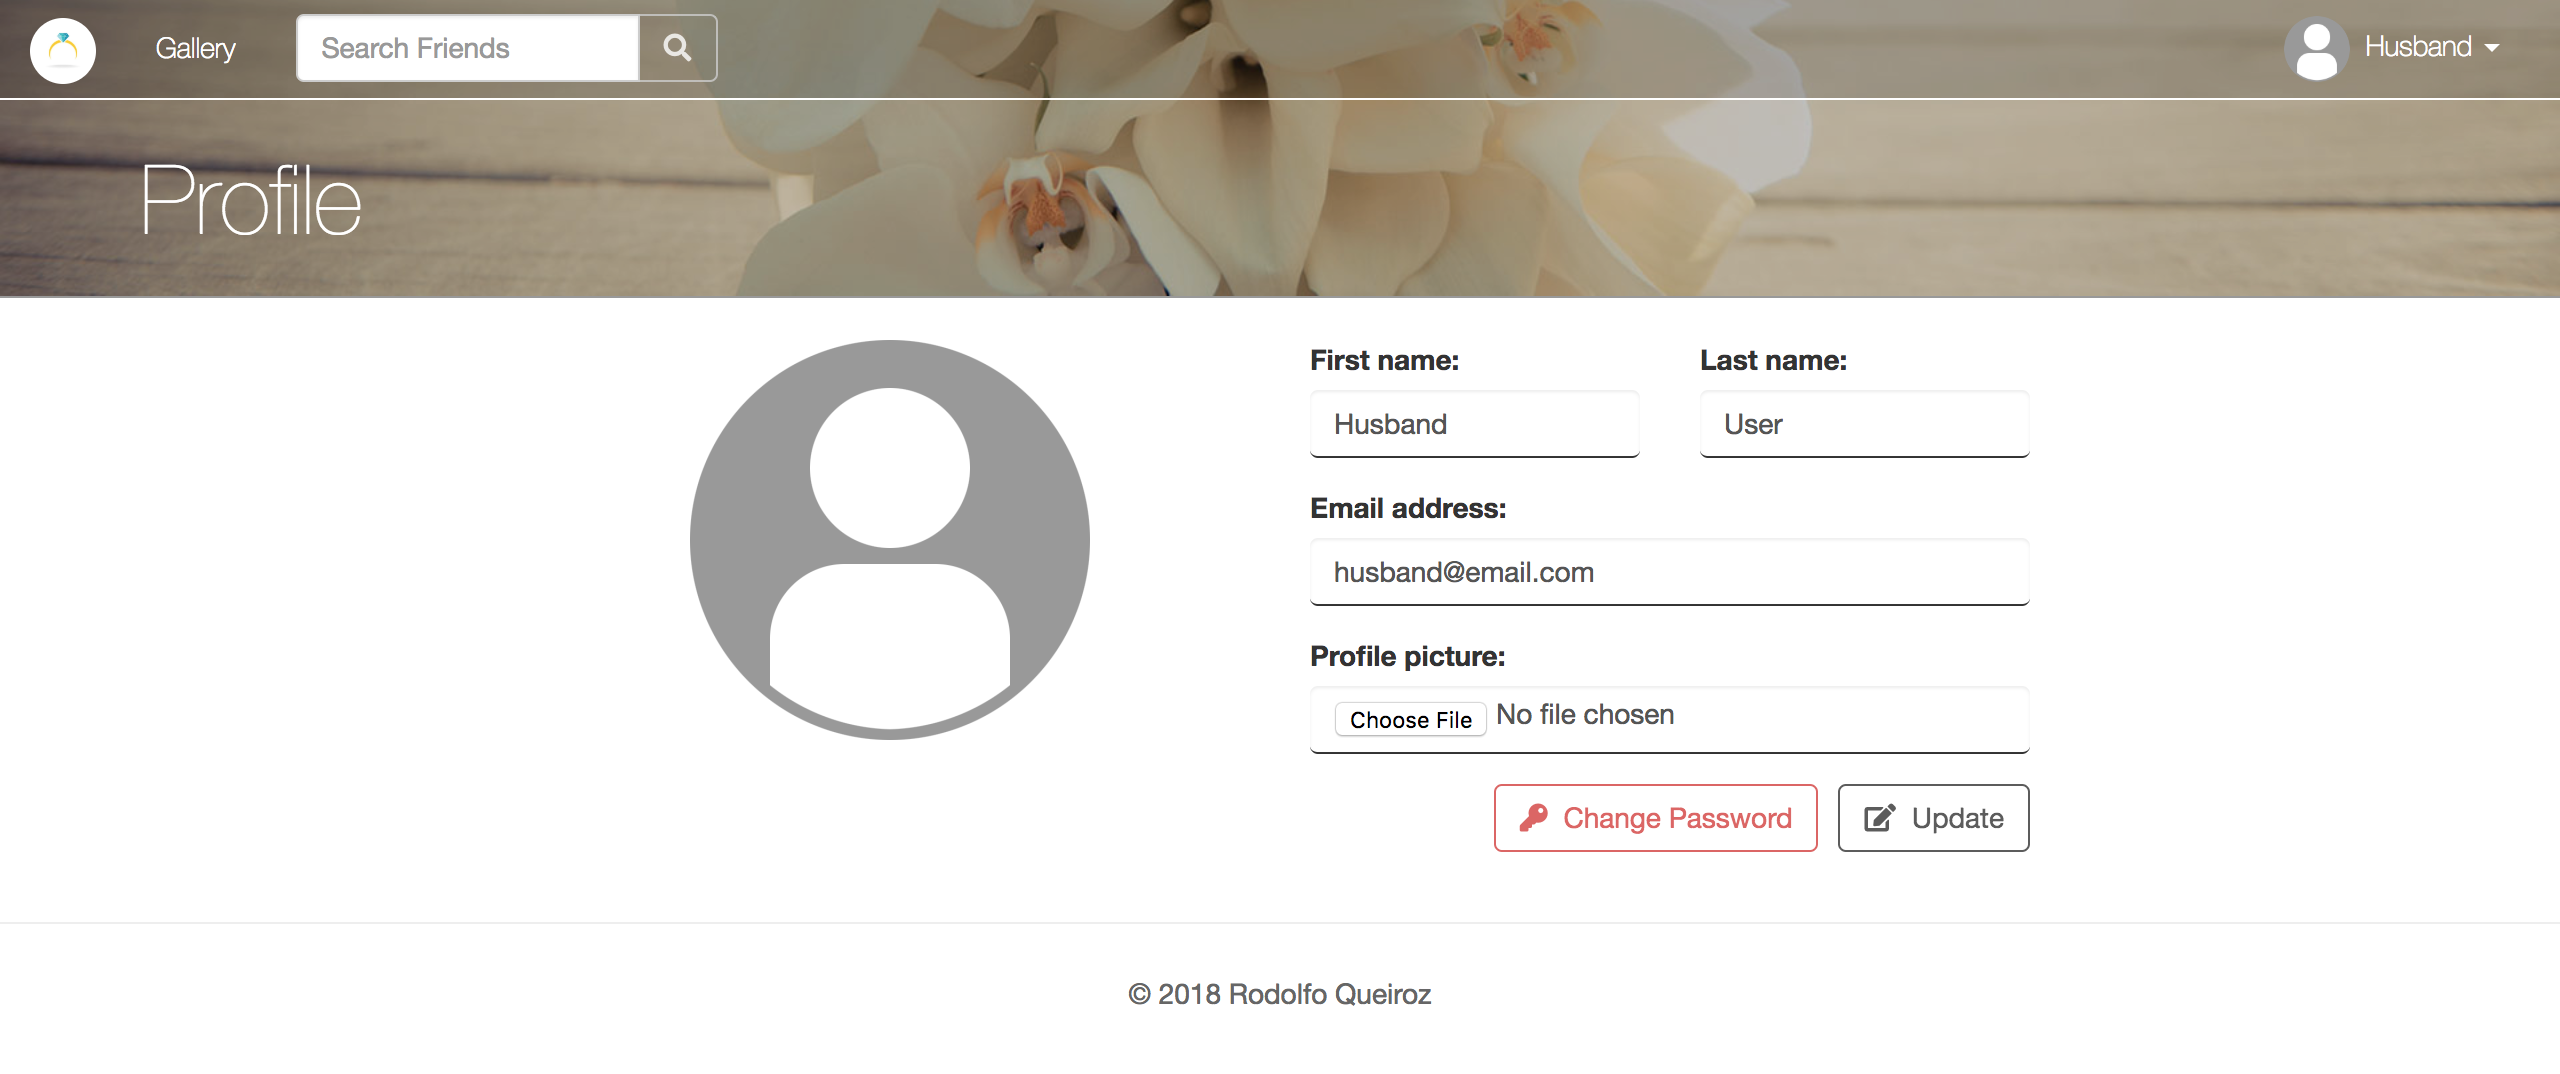 Gallery
Search Friends
Husband
Profile
First name:
Last name:
Husband
User
Email address:
husband@email.com
Profile picture:
Choose File No file chosen
Change Password
Update
© 2018 Rodolfo Queiroz